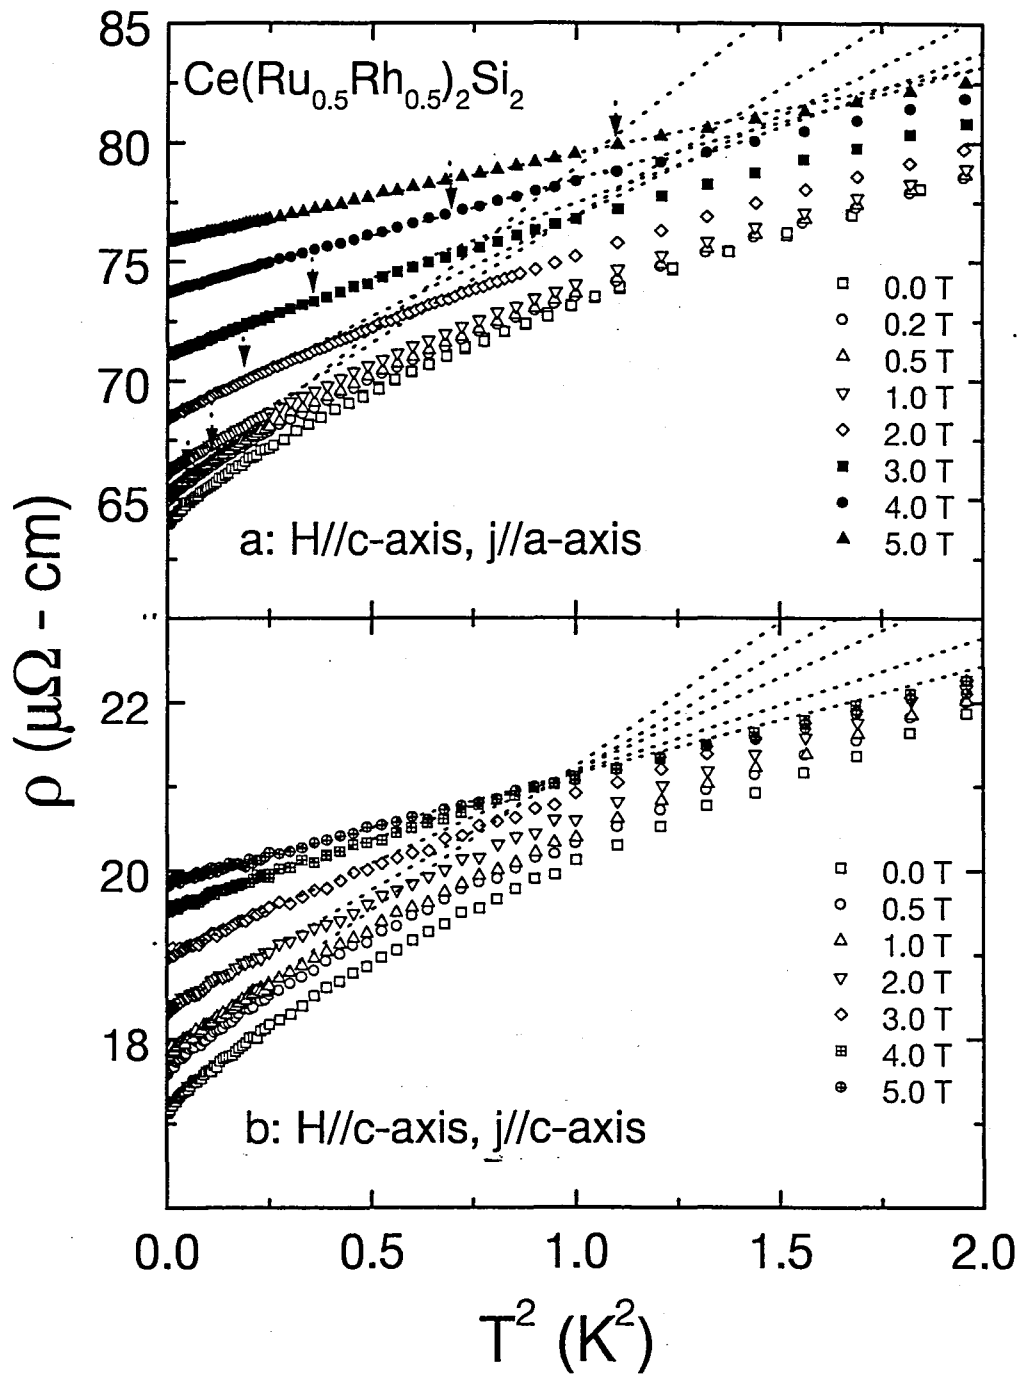 85
Ce(Ru0.5Rh0.5)2Si2
80
75
70
65
0.0 T
0.2 T
0.5 T
1.0 T
2.0 T
3.0 T
4.0 T
5.0 T
a: H//c-axis, j//a-axis
ρ (μΩ - cm)
22
20
18
0.0 T
0.5 T
1.0 T
2.0 T
3.0 T
4.0 T
5.0 T
b: H//c-axis, j//c-axis
0.0 0.5 1.0 1.5 2.0
T² (K²)